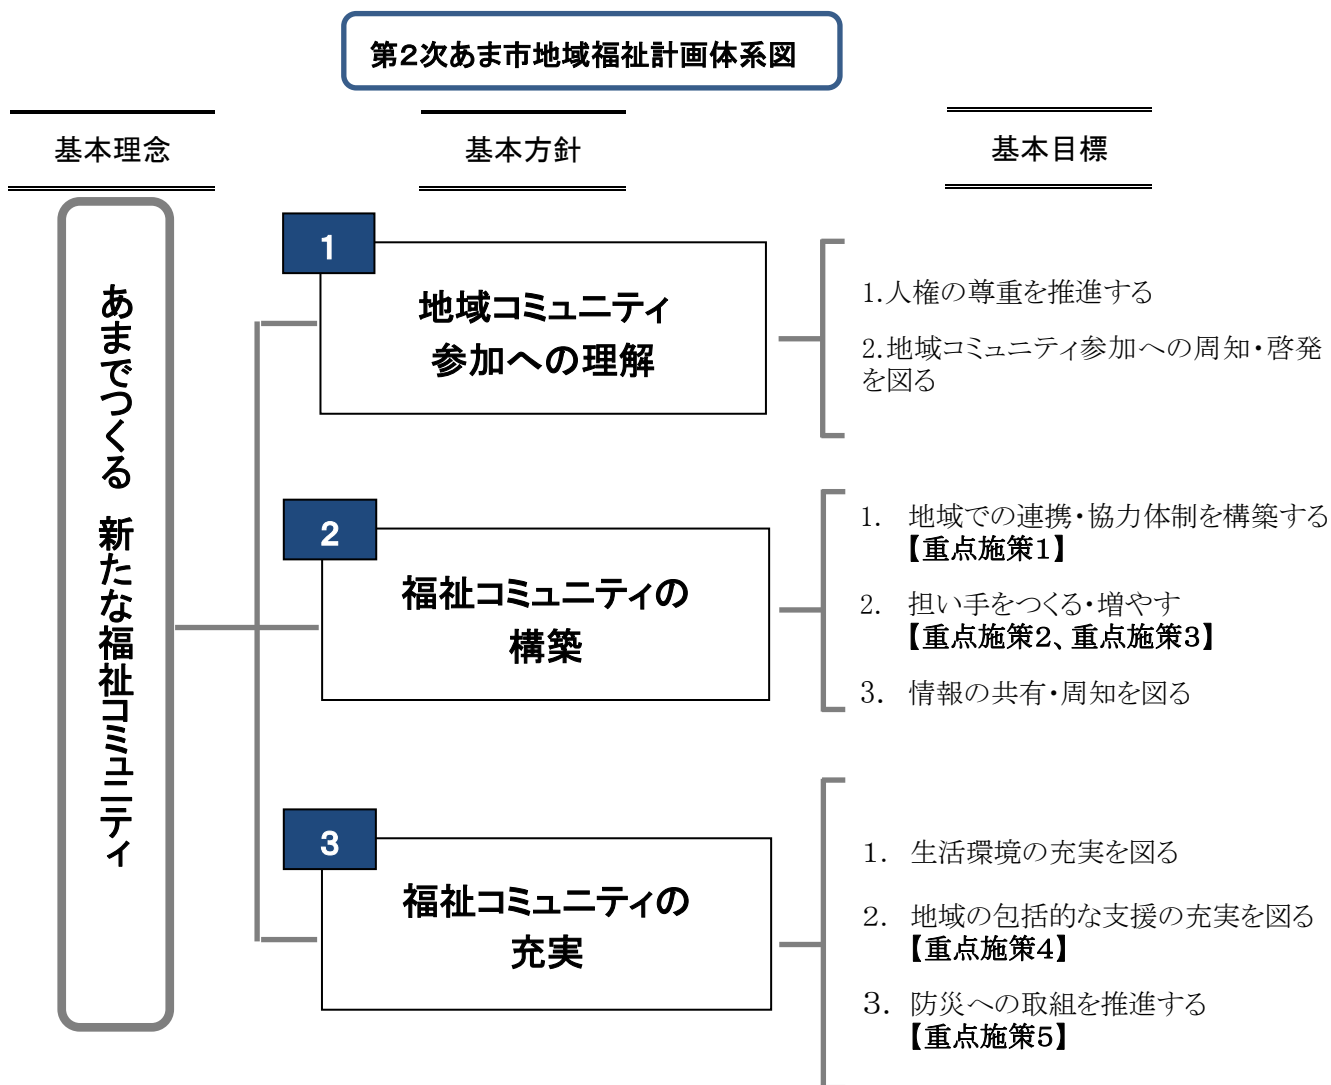 第2次あま市地域福祉計画体系図
基本理念
基本方針
基本目標
あまでつくる 新たな福祉コミュニティ
1
地域コミュニティ
参加への理解
1.人権の尊重を推進する
2.地域コミュニティ参加への周知・啓発
を図る
2
福祉コミュニティの
構築
1. 地域での連携・協力体制を構築する
【重点施策1】
2. 担い手をつくる・増やす
【重点施策2、重点施策3】
3. 情報の共有・周知を図る
3
福祉コミュニティの
充実
1. 生活環境の充実を図る
2. 地域の包括的な支援の充実を図る
【重点施策4】
3. 防災への取組を推進する
【重点施策5】